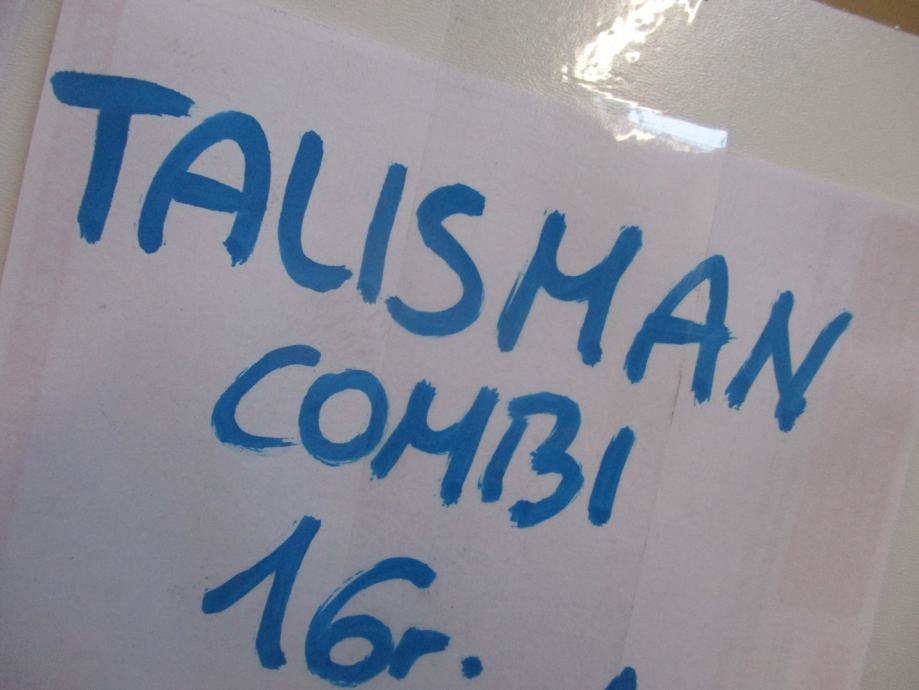 TALISMAN
COMBI
16r.